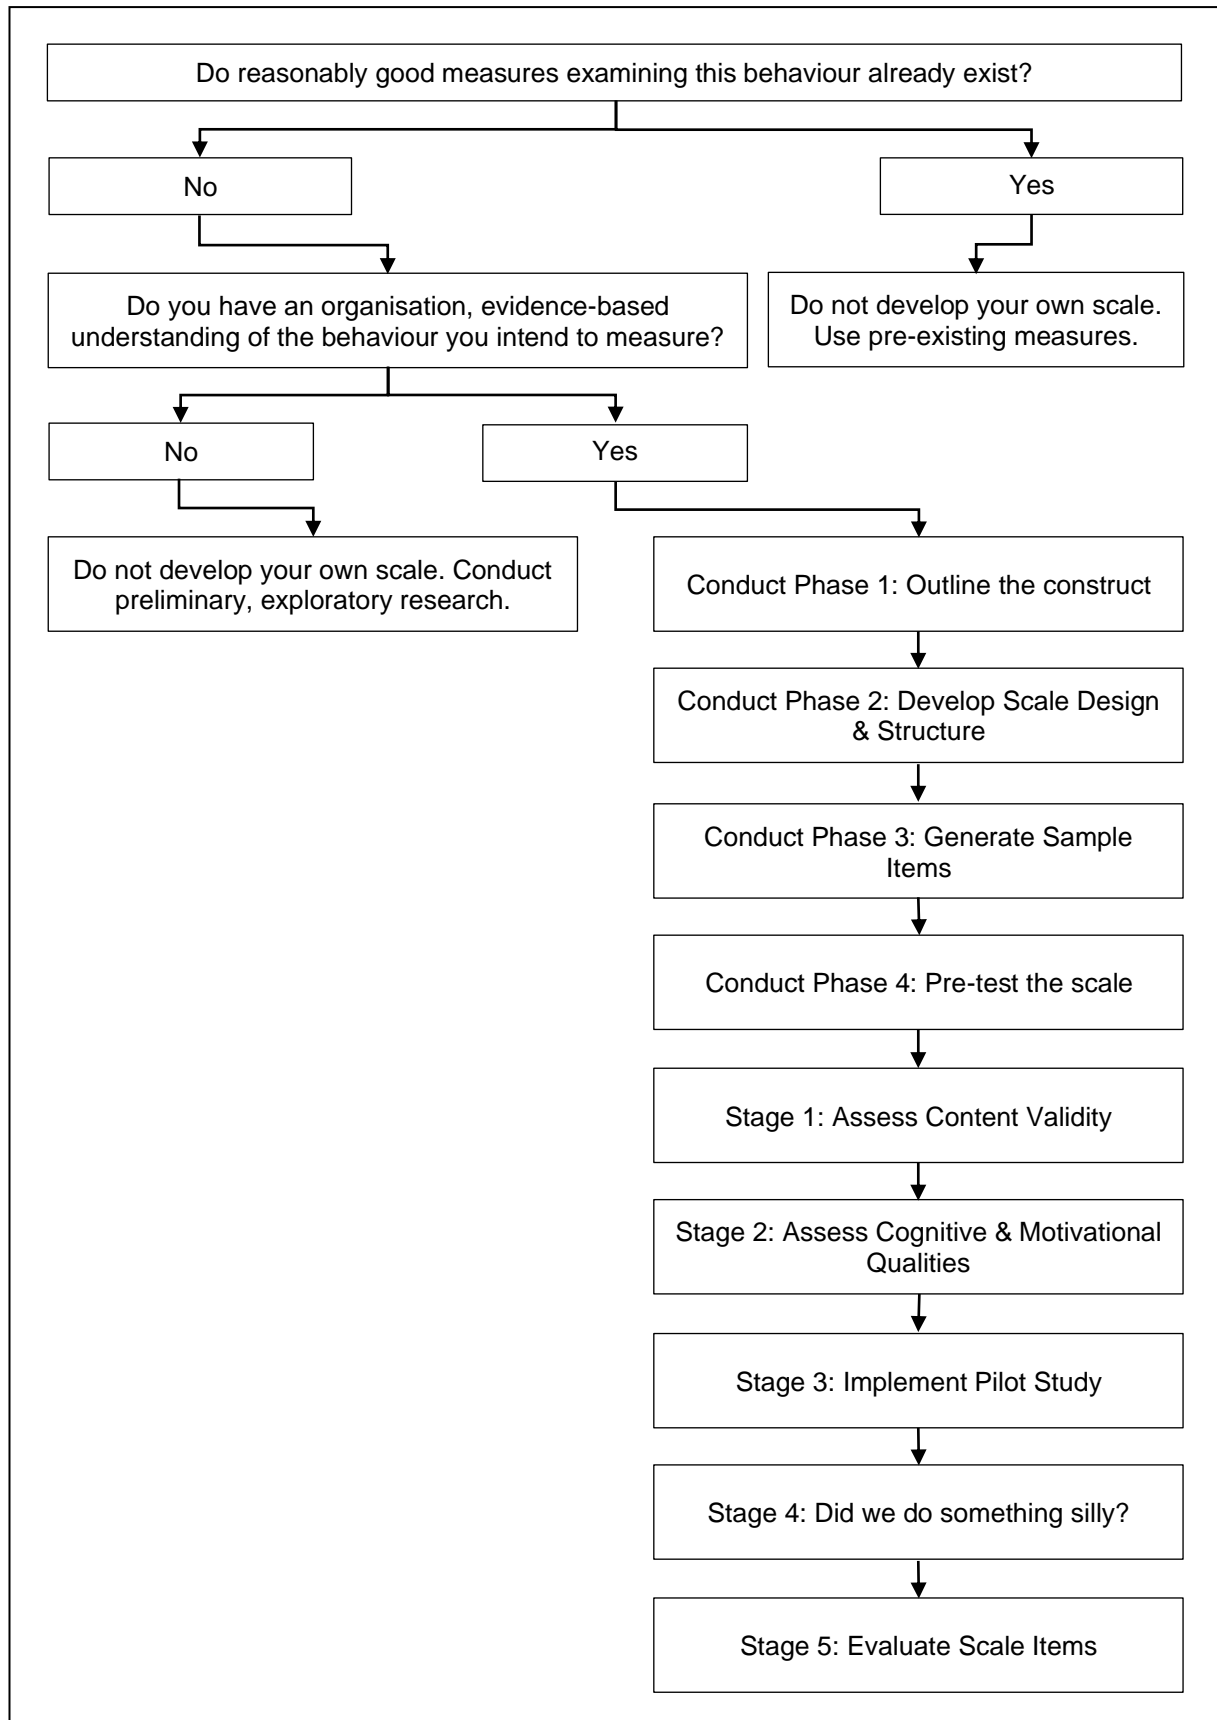 Do reasonably good measures examining this behaviour already exist?
No
Yes
Do you have an organisation, evidence-based
understanding of the behaviour you intend to measure?
Do not develop your own scale.
Use pre-existing measures.
No
Yes
Do not develop your own scale. Conduct
preliminary, exploratory research.
Conduct Phase 1: Outline the construct
Conduct Phase 2: Develop Scale Design
& Structure
Conduct Phase 3: Generate Sample
Items
Conduct Phase 4: Pre-test the scale
Stage 1: Assess Content Validity
Stage 2: Assess Cognitive & Motivational
Qualities
Stage 3: Implement Pilot Study
Stage 4: Did we do something silly?
Stage 5: Evaluate Scale Items